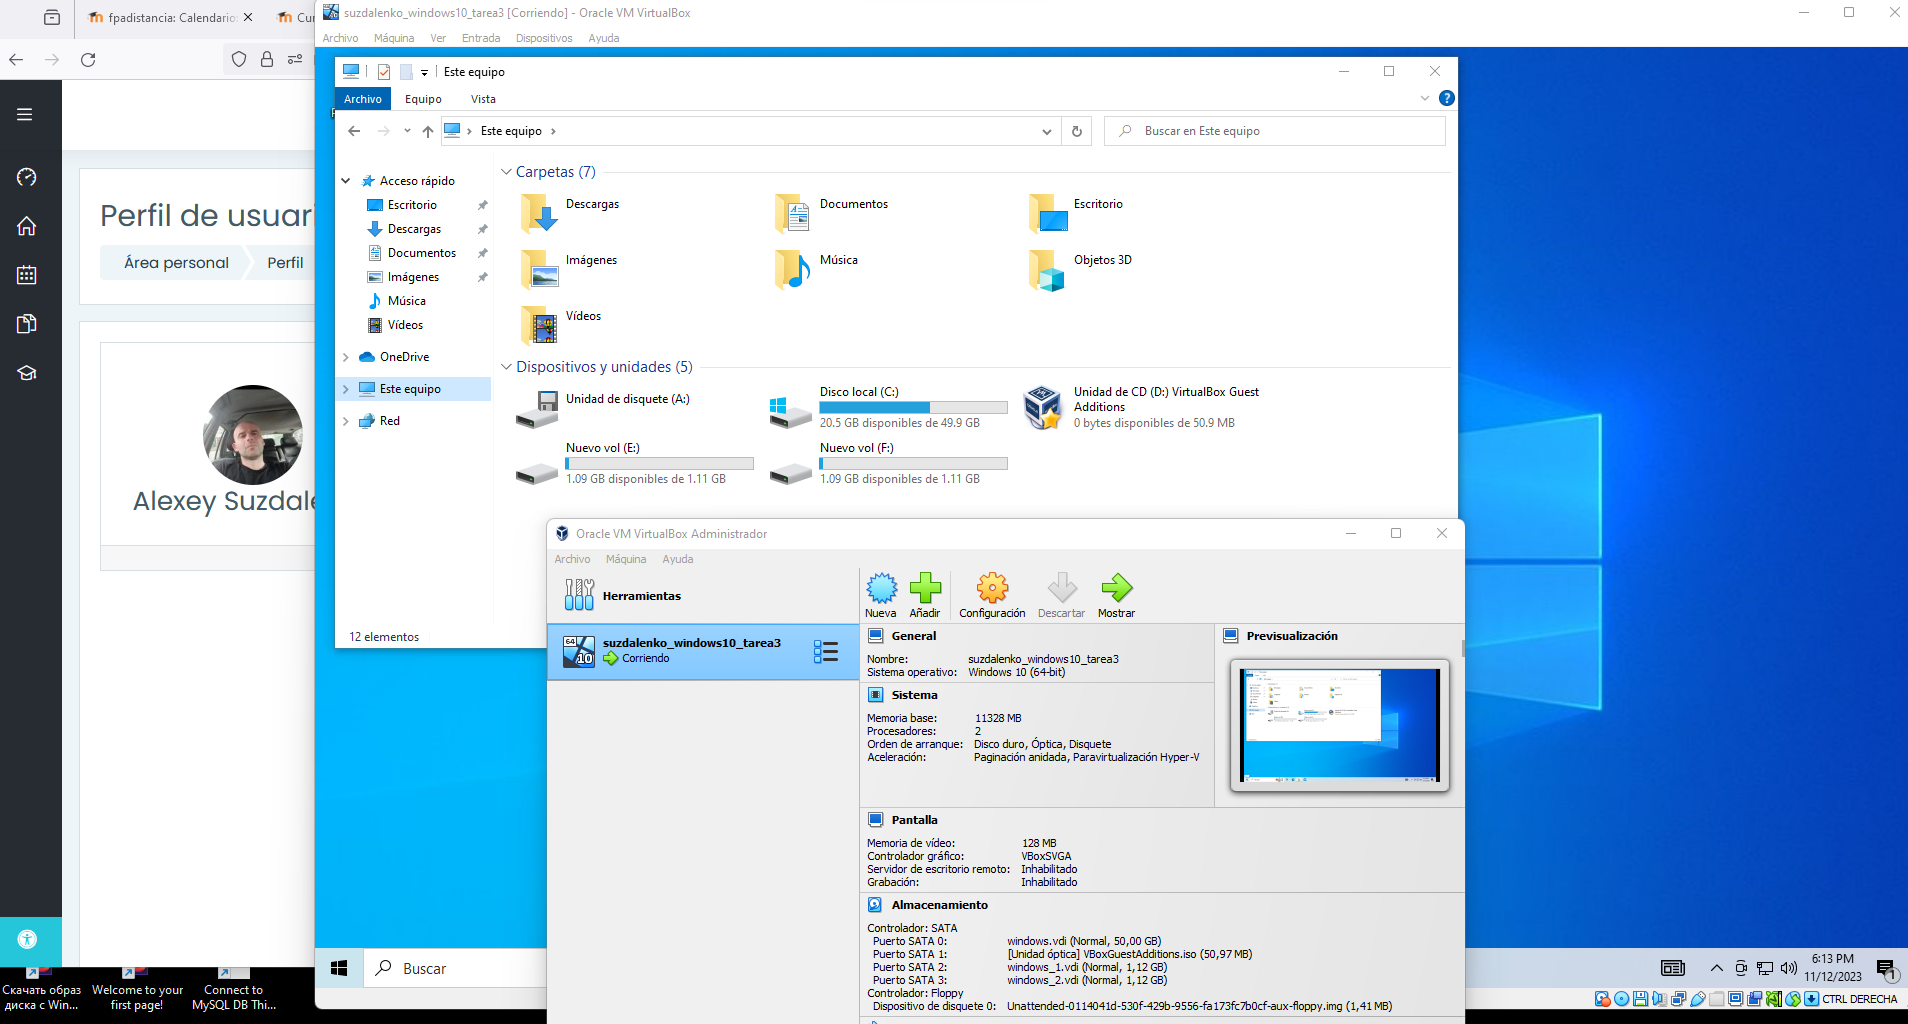 fpadistancia: Calendario:
Cur
Perfil de usuari
Área personal
Perfil
Alexey Suzdale
Скачать образ
диска с Win...
Welcome to your
first page!
Connect to
MySQL DB Thi...
suzdalenko_windows10_tarea3 [Corriendo] - Oracle VM VirtualBox
Archivo Máquina Ver Entrada Dispositivos Ayuda
Este equipo
Archivo Equipo Vista
Este equipo
Buscar en Este equipo
Acceso rápido
Escritorio
Descargas
Documentos
Imágenes
Música
Vídeos
OneDrive
Este equipo
Red
Carpetas (7)
Descargas
Documentos
Escritorio
Imágenes
Música
Objetos 3D
Vídeos
Dispositivos y unidades (5)
Unidad de disquete (A:)
Disco local (C:)
20.5 GB disponibles de 49.9 GB
Unidad de CD (D:) VirtualBox Guest
Additions
0 bytes disponibles de 50.9 MB
Nuevo vol (E:)
1.09 GB disponibles de 1.11 GB
Nuevo vol (F:)
1.09 GB disponibles de 1.11 GB
12 elementos
Oracle VM VirtualBox Administrador
Archivo Máquina Ayuda
Herramientas
Nueva Añadir Configuración Descartar Mostrar
64
10
suzdalenko_windows10_tarea3
Corriendo
General
Nombre: suzdalenko_windows10_tarea3
Sistema operativo: Windows 10 (64-bit)
Previsualización
Sistema
Memoria base: 11328 MB
Procesadores: 2
Orden de arranque: Disco duro, Óptica, Disquete
Aceleración: Paginación anidada, Paravirtualización Hyper-V
Pantalla
Memoria de vídeo: 128 MB
Controlador gráfico: VBoxSVGA
Servidor de escritorio remoto: Inhabilitado
Grabación: Inhabilitado
Almacenamiento
Controlador: SATA
Puerto SATA 0: windows.vdi (Normal, 50,00 GB)
Puerto SATA 1: [Unidad óptica] VBoxGuestAdditions.iso (50,97 MB)
Puerto SATA 2: windows_1.vdi (Normal, 1,12 GB)
Puerto SATA 3: windows_2.vdi (Normal, 1,12 GB)
Controlador: Floppy
Dispositivo de disquete 0: Unattended-0114041d-530f-429b-9556-fa173fc7b0cf-aux-floppy.img (1,41 MB)
Buscar
6:13 PM
11/12/2023
1
CTRL DERECHA